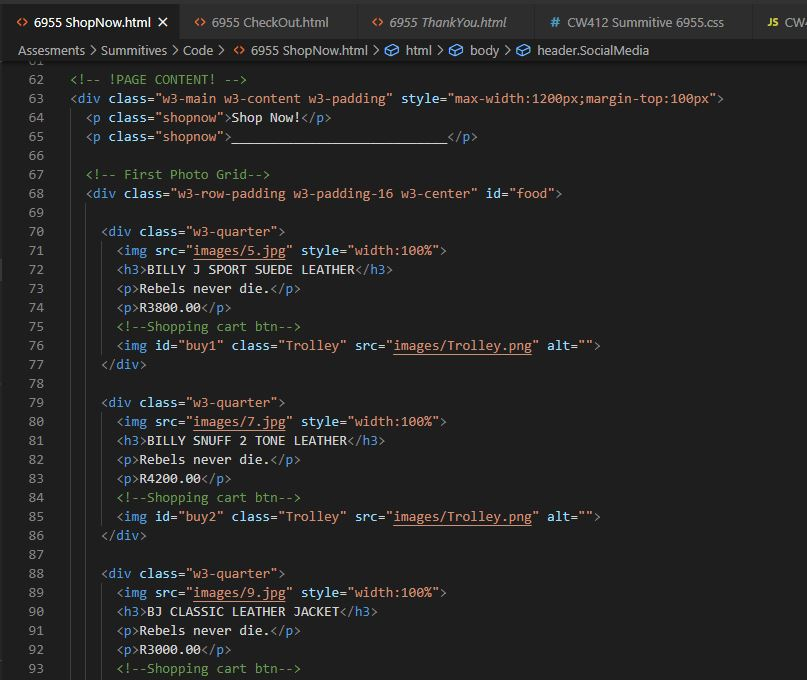 6955 ShopNow.html × 6955 CheckOut.html 6955 ThankYou.html # CW412 Summitive 6955.css JS CW4
Assesments > Summitives > Code > 6955 ShopNow.html > html > body > header.SocialMedia
61
62 <!-- !PAGE CONTENT! -->
63 <div class="w3-main w3-content w3-padding" style="max-width:1200px;margin-top:100px">
64 <p class="shopnow">Shop Now!</p>
65 <p class="shopnow">____________________________</p>
66
67 <!-- First Photo Grid-->
68 <div class="w3-row-padding w3-padding-16 w3-center" id="food">
69
70 <div class="w3-quarter">
71 <img src="images/5.jpg" style="width:100%">
72 <h3>BILLY J SPORT SUEDE LEATHER</h3>
73 <p>Rebels never die.</p>
74 <p>R3800.00</p>
75 <!--Shopping cart btn-->
76 <img id="buy1" class="Trolley" src="images/Trolley.png" alt="">
77 </div>
78
79 <div class="w3-quarter">
80 <img src="images/7.jpg" style="width:100%">
81 <h3>BILLY SNUFF 2 TONE LEATHER</h3>
82 <p>Rebels never die.</p>
83 <p>R4200.00</p>
84 <!--Shopping cart btn-->
85 <img id="buy2" class="Trolley" src="images/Trolley.png" alt="">
86 </div>
87
88 <div class="w3-quarter">
89 <img src="images/9.jpg" style="width:100%">
90 <h3>BJ CLASSIC LEATHER JACKET</h3>
91 <p>Rebels never die.</p>
92 <p>R3000.00</p>
93 <!--Shopping cart btn-->